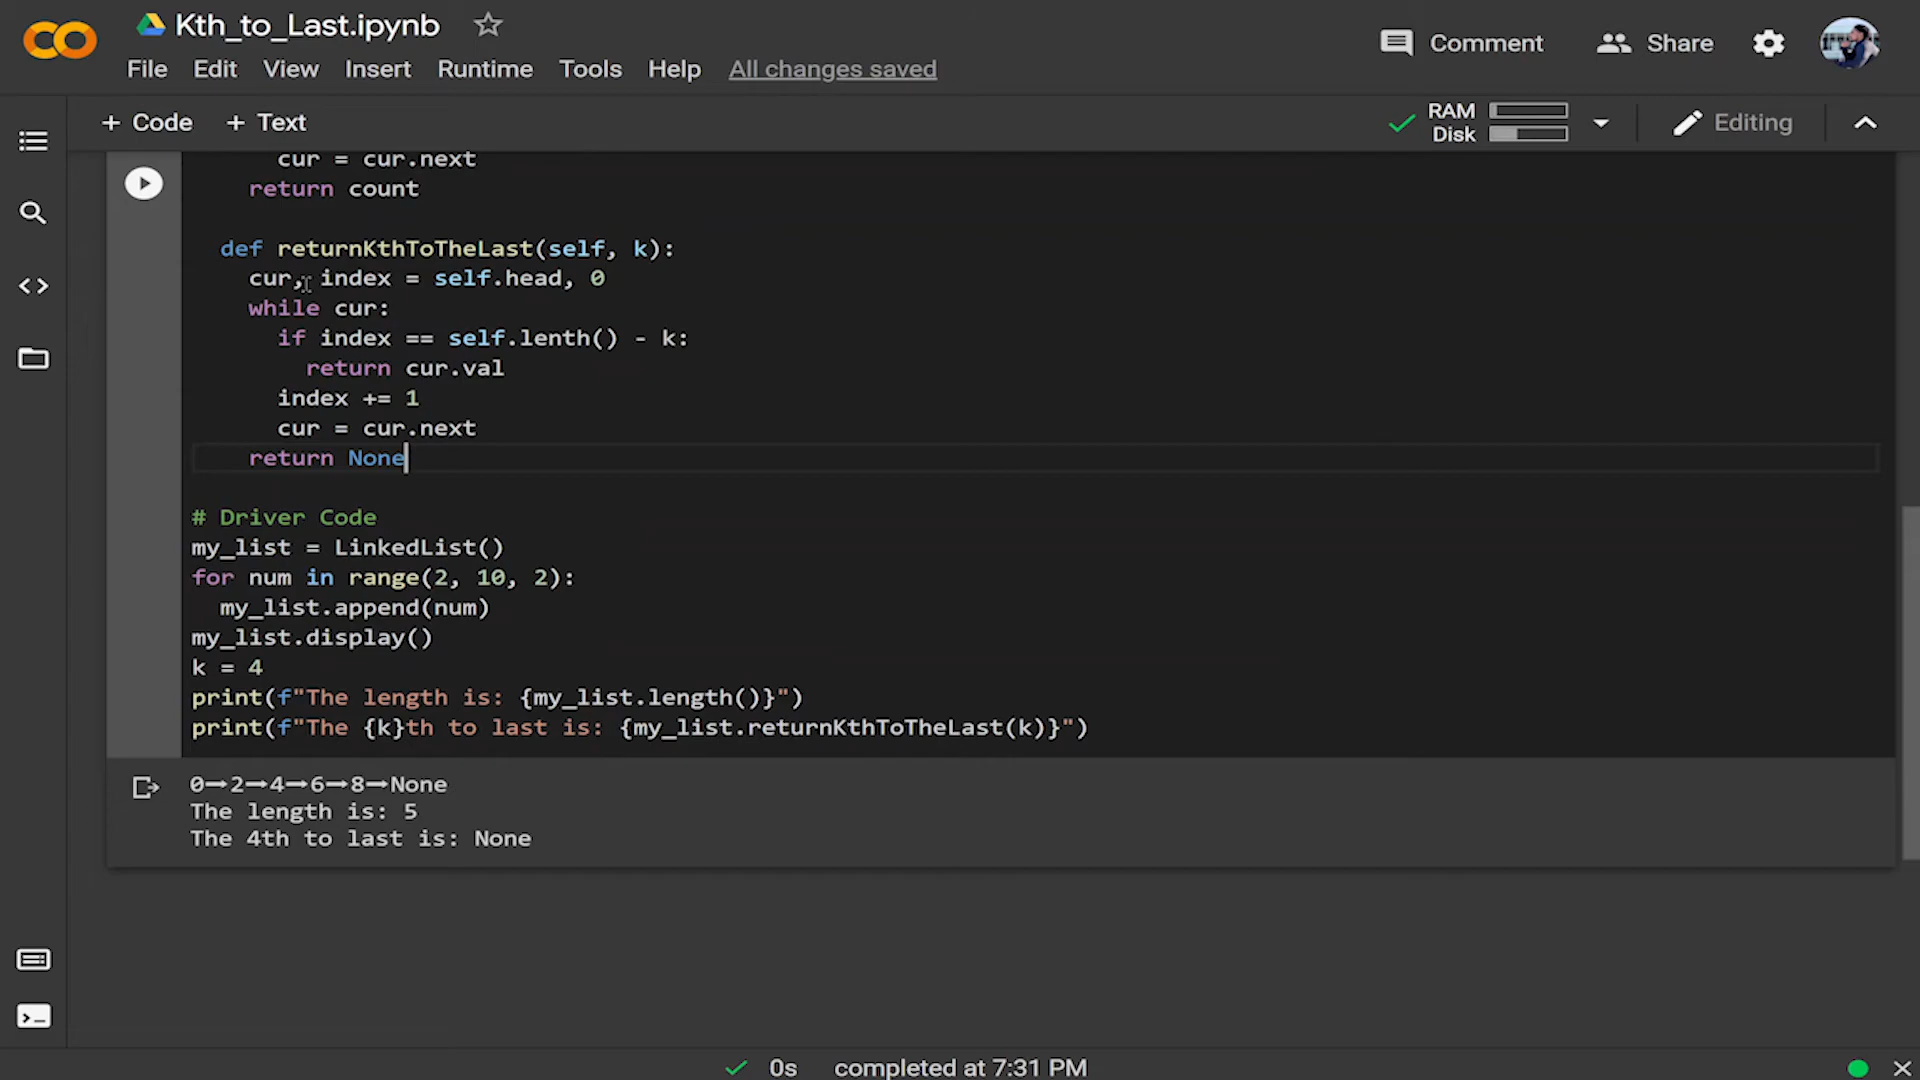 Kth_to_Last.ipynb
Comment
Share
File Edit View Insert Runtime Tools Help All changes saved
+ Code + Text
RAM
Disk
Editing
cur = cur.next
return count
def returnKthToTheLast(self, k):
cur, index = self.head, 0
while cur:
if index == self.lenth() - k:
return cur.val
index += 1
cur = cur.next
return None
# Driver Code
my_list = LinkedList()
for num in range(2, 10, 2):
my_list.append(num)
my_list.display()
k = 4
print(f"The length is: {my_list.length()}")
print(f"The {k}th to last is: {my_list.returnKthToTheLast(k)}")
0→2→4→6→8→None
The length is: 5
The 4th to last is: None
0s completed at 7:31 PM